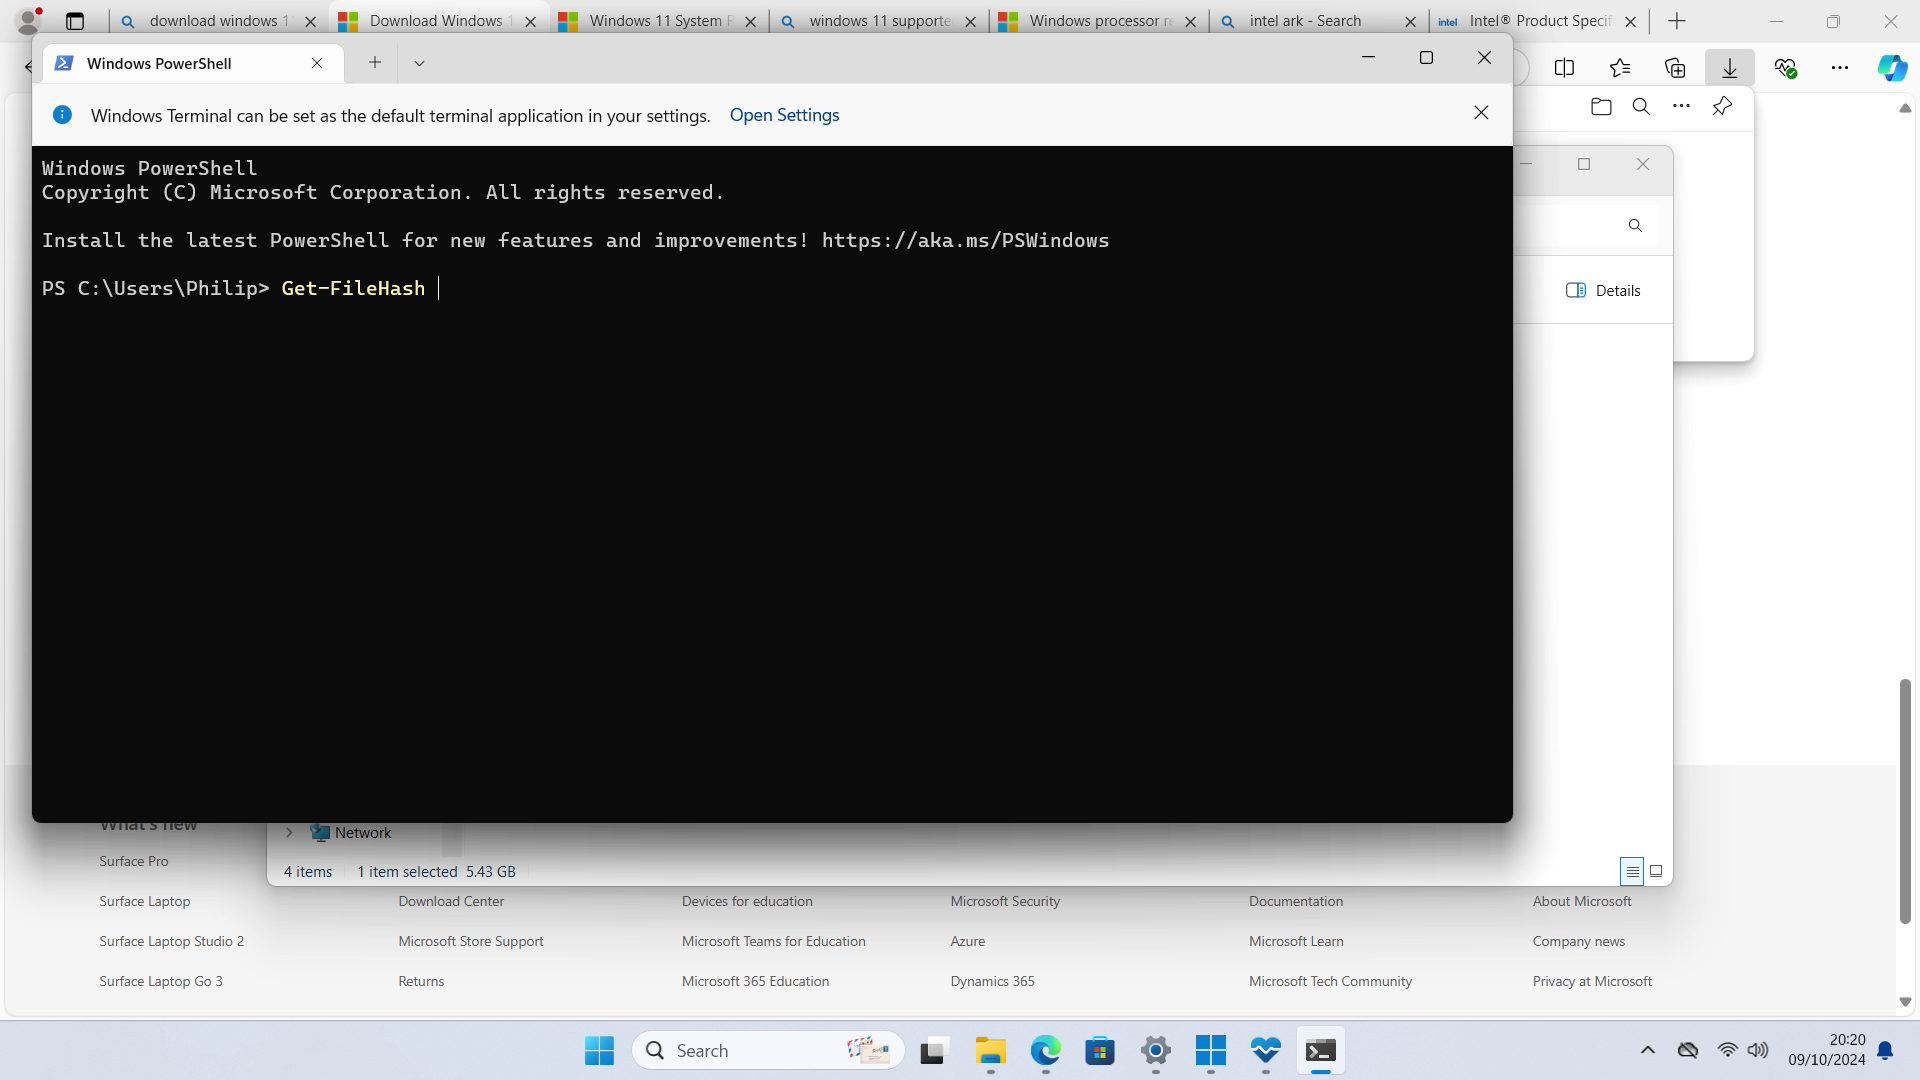 download windows 1
Download Windows 1
Windows 11 System R
windows 11 supporte
Windows processor re
intel ark - Search
intel
Intel® Product Specif
Windows PowerShell
Windows Terminal can be set as the default terminal application in your settings. Open Settings
Windows PowerShell
Copyright (C) Microsoft Corporation. All rights reserved.
Install the latest PowerShell for new features and improvements! https://aka.ms/PSWindows
PS C:\Users\Philip> Get-FileHash
Details
What's new
Network
4 items 1 item selected 5.43 GB
Surface Pro
Surface Laptop
Download Center
Devices for education
Microsoft Security
Documentation
About Microsoft
Surface Laptop Studio 2
Microsoft Store Support
Microsoft Teams for Education
Azure
Microsoft Learn
Company news
Surface Laptop Go 3
Returns
Microsoft 365 Education
Dynamics 365
Microsoft Tech Community
Privacy at Microsoft
Search
20:20
09/10/2024